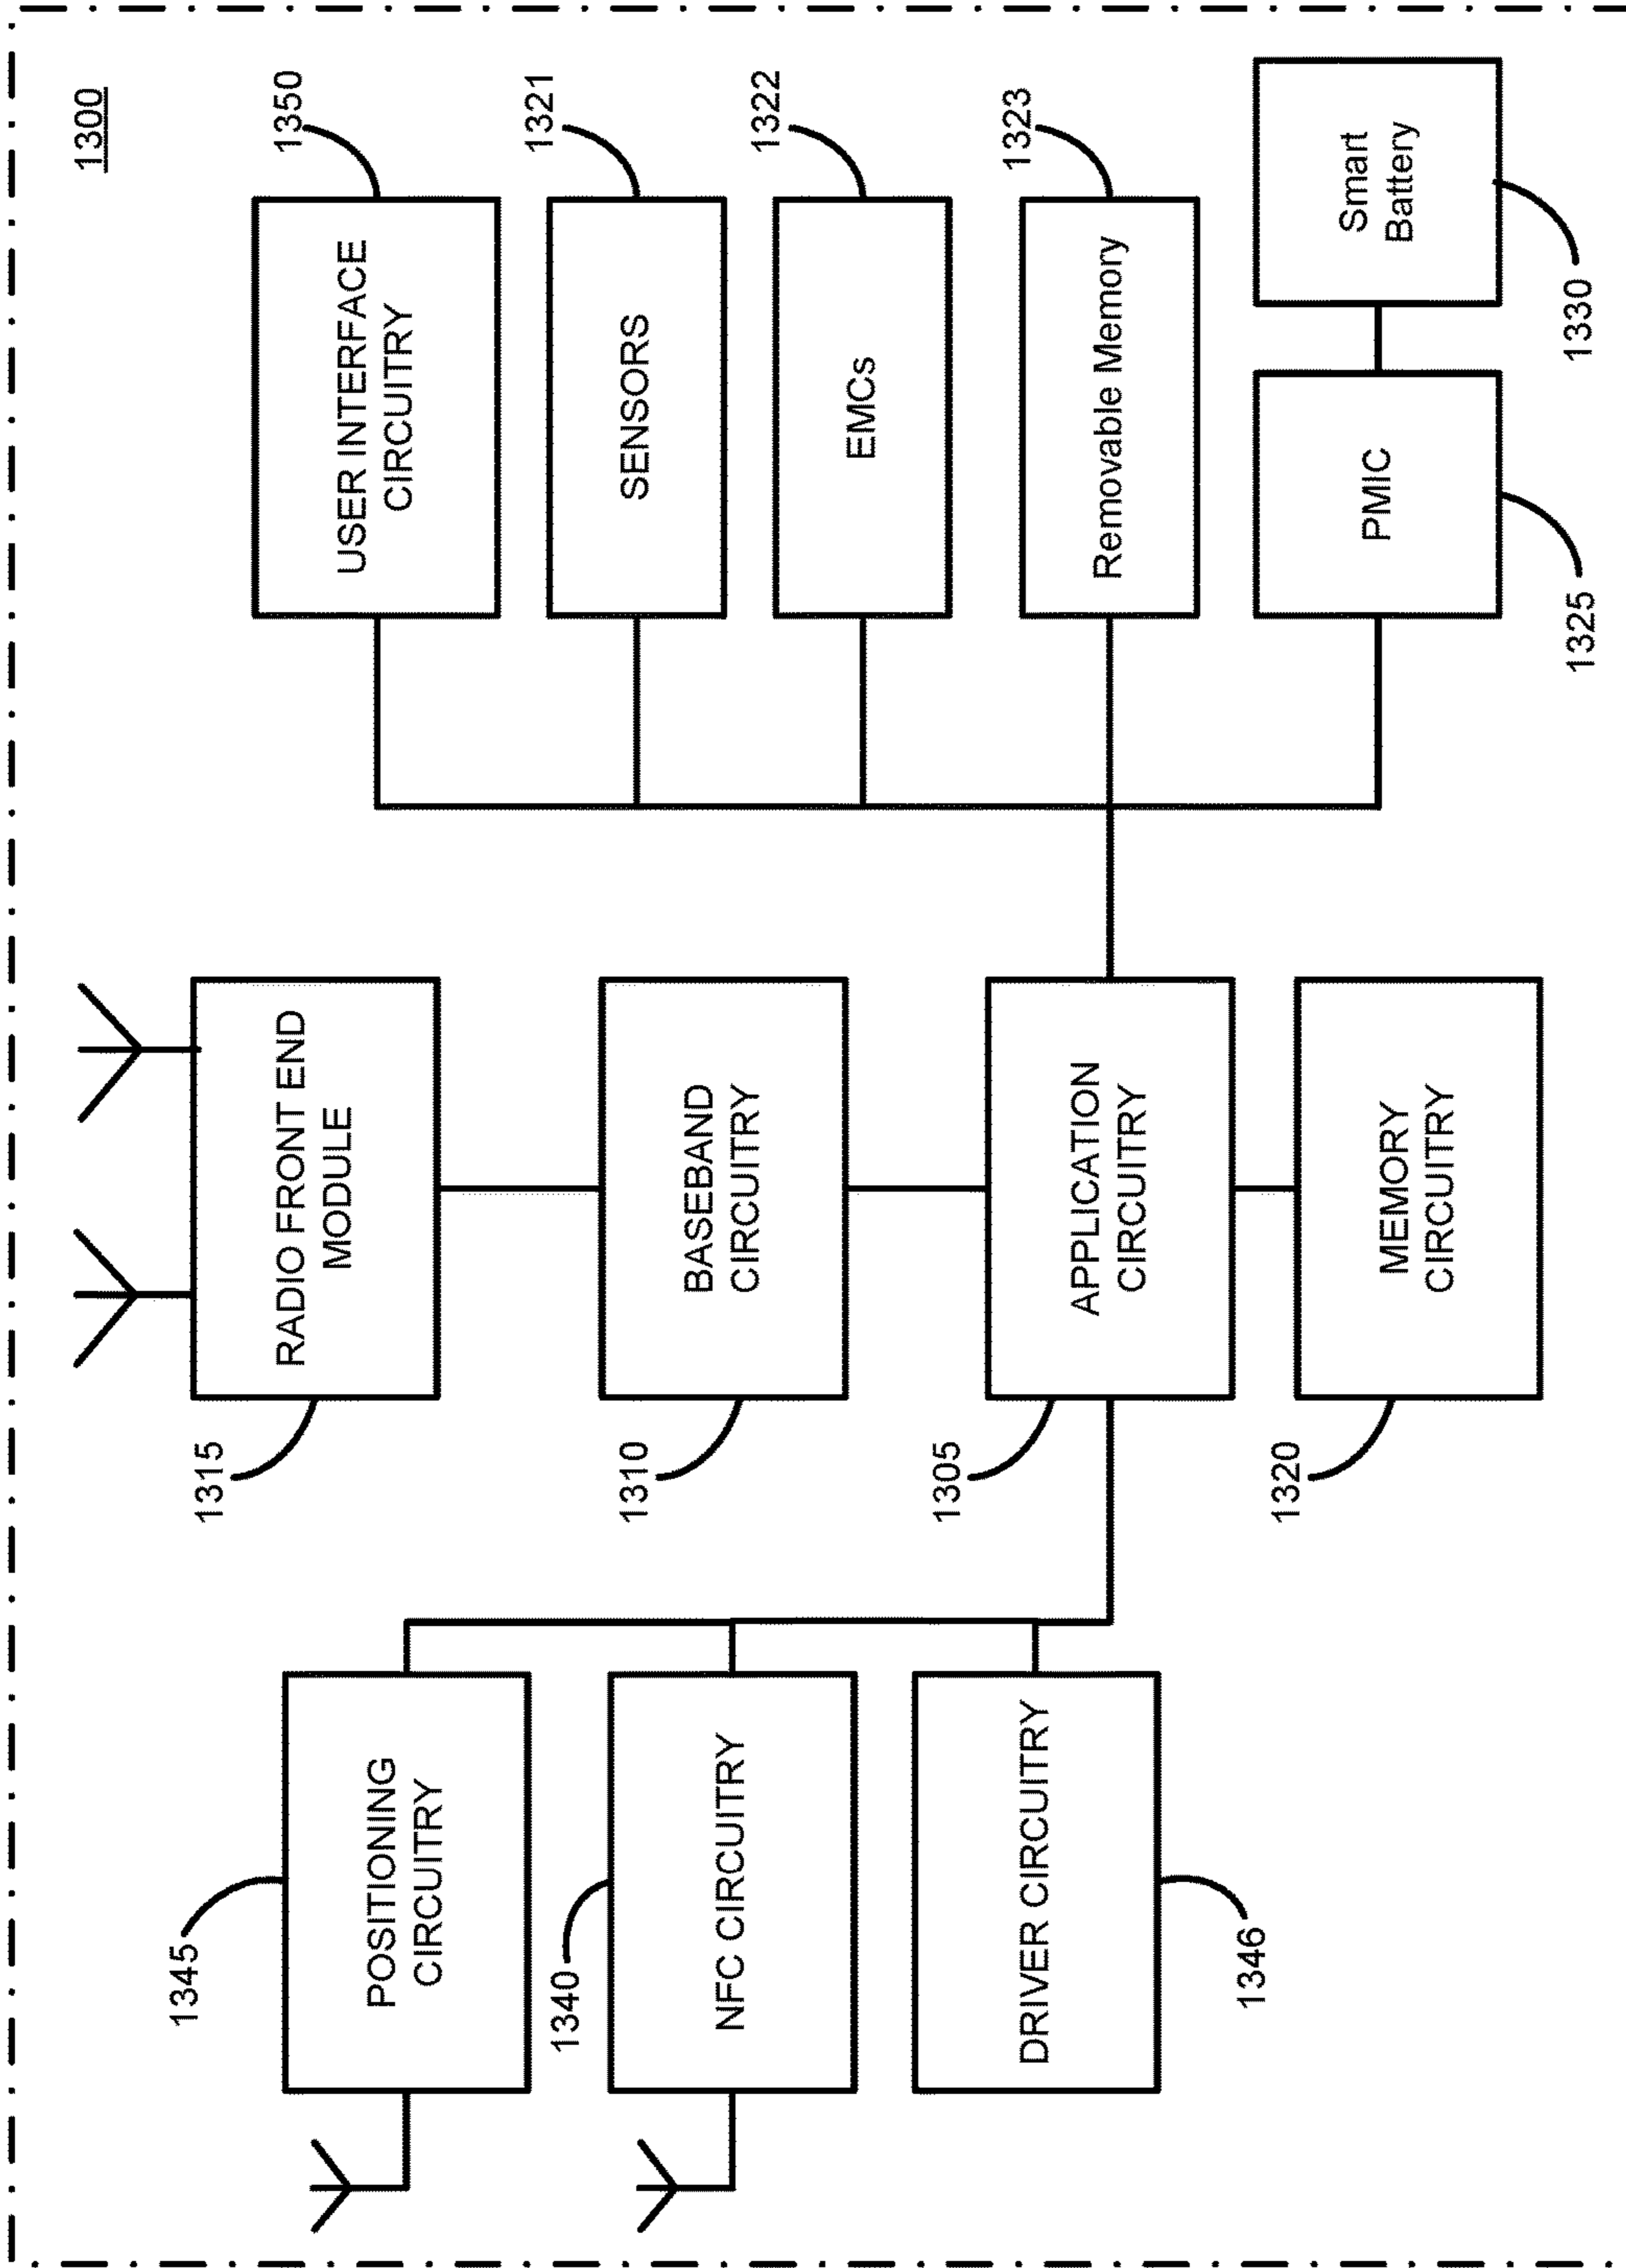 1300
1345
POSITIONING
CIRCUITRY
1340
NFC CIRCUITRY
DRIVER CIRCUITRY
1346
1315
RADIO FRONT END
MODULE
1310
BASEBAND
CIRCUITRY
1305
APPLICATION
CIRCUITRY
1320
MEMORY
CIRCUITRY
1350
USER INTERFACE
CIRCUITRY
1321
SENSORS
1322
EMCs
1323
Removable Memory
PMIC
1325
Smart
Battery
1330